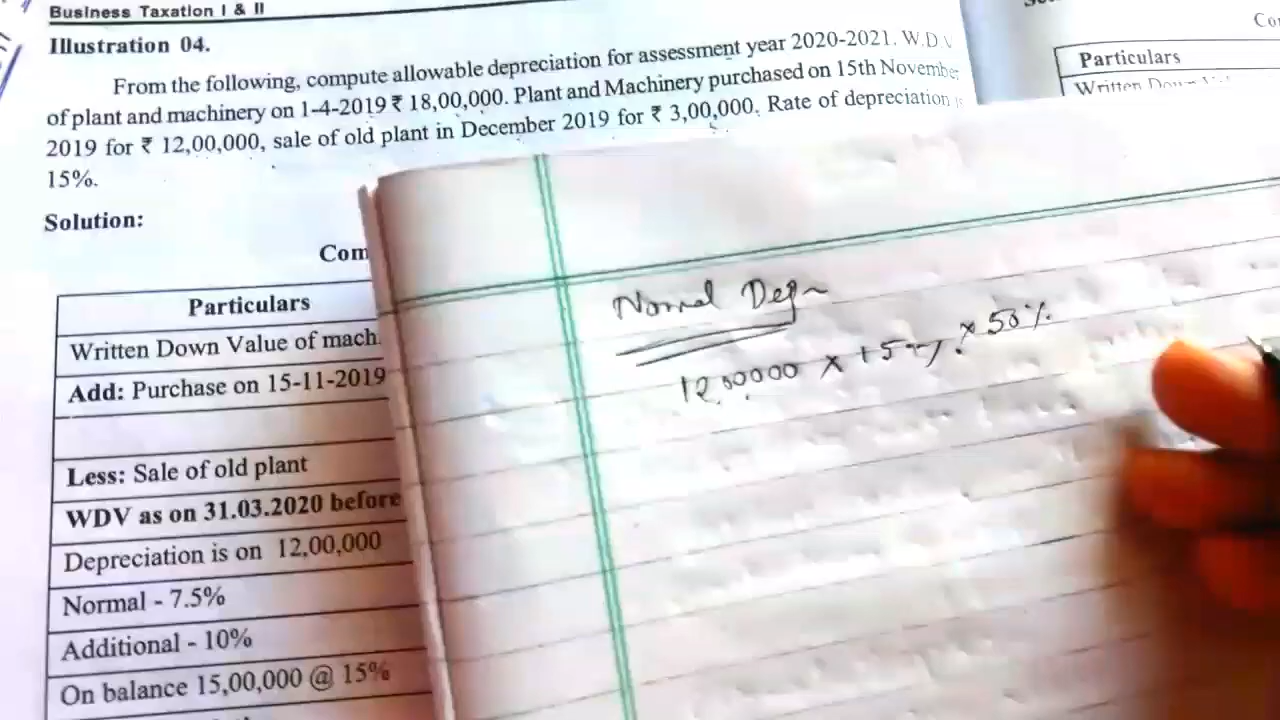 Business Taxation I & II
Illustration 04.
From the following, compute allowable depreciation for assessment year 2020-2021. W.D.V
of plant and machinery on 1-4-2019 ₹ 18,00,000. Plant and Machinery purchased on 15th November
2019 for ₹ 12,00,000, sale of old plant in December 2019 for ₹ 3,00,000. Rate of depreciation is
15%.
Solution:
Com
Particulars
Written Down Value of mach
Add: Purchase on 15-11-2019
Less: Sale of old plant
WDV as on 31.03.2020 before
Depreciation is on 12,00,000
Normal - 7.5%
Additional - 10%
On balance 15,00,000 @ 15%
Normal Depn
12,00000 x 15% x 50%
Co
Particulars
Written